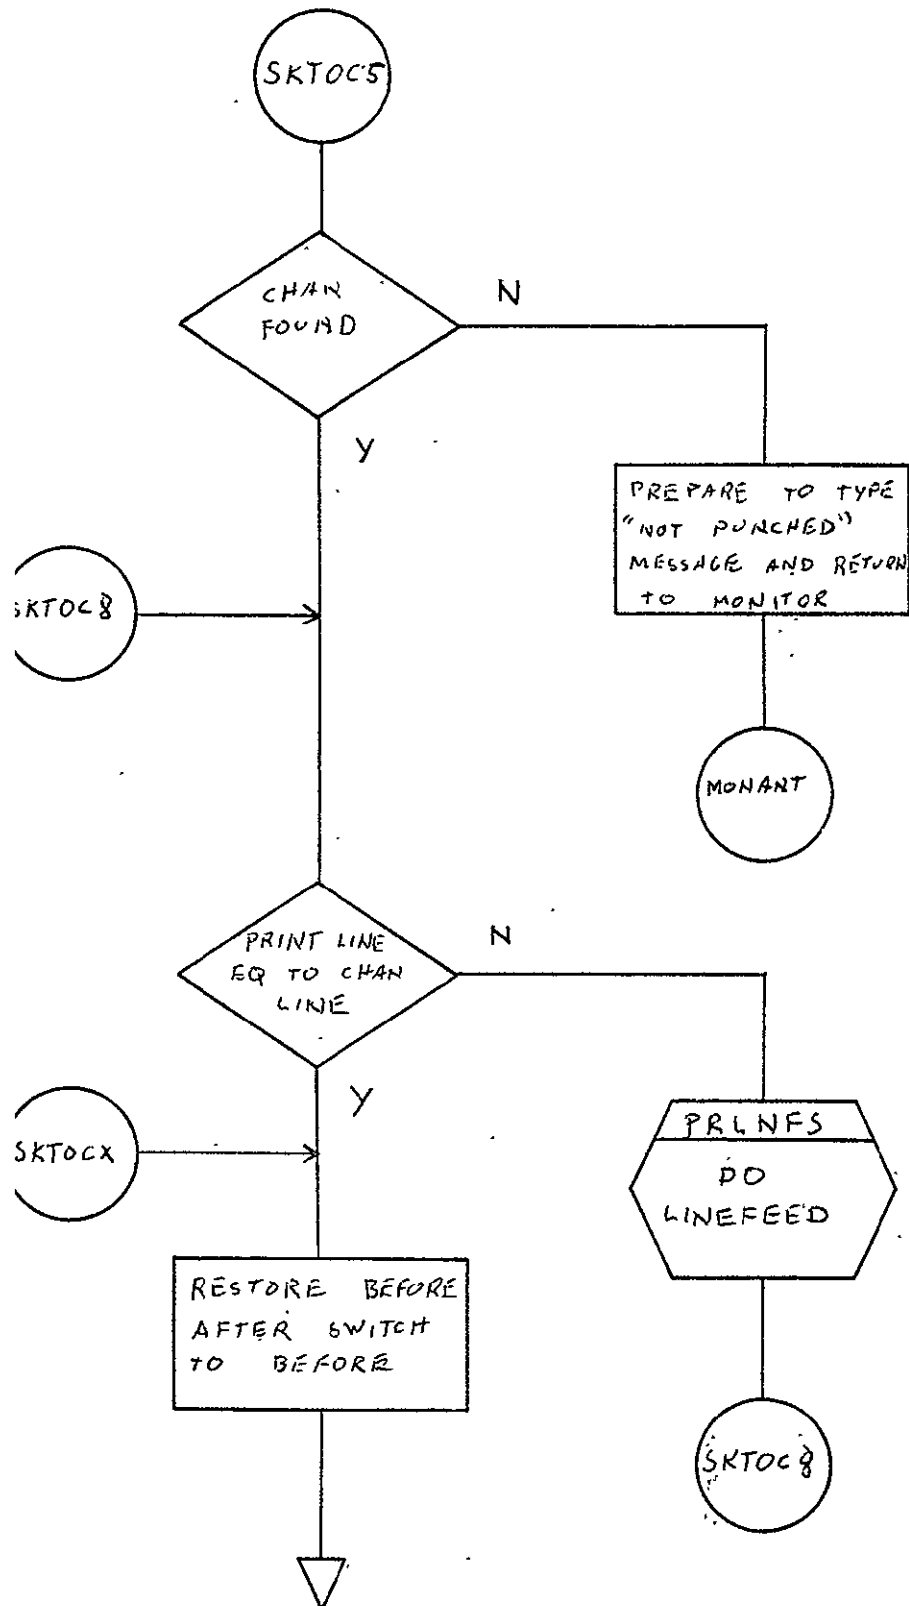 SKTOC5
CHAN
FOUND
N
Y
PREPARE TO TYPE
"NOT PUNCHED"
MESSAGE AND RETURN
TO MONITOR
SKTOC8
MONANT
PRINT LINE
EQ TO CHAN
LINE
N
Y
PRLNFS
DO
LINEFEED
SKTOCX
RESTORE BEFORE
AFTER SWITCH
TO BEFORE
SKTOC8